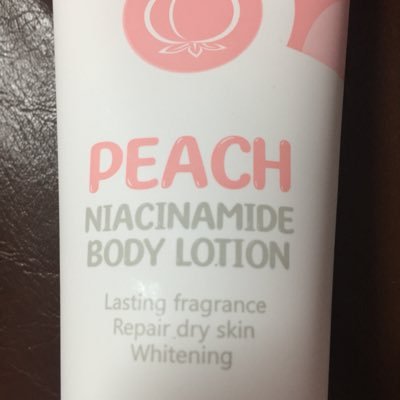 PEACH
NIACINAMIDE
BODY LOTION
Lasting fragrance
Repair dry skin
Whitening